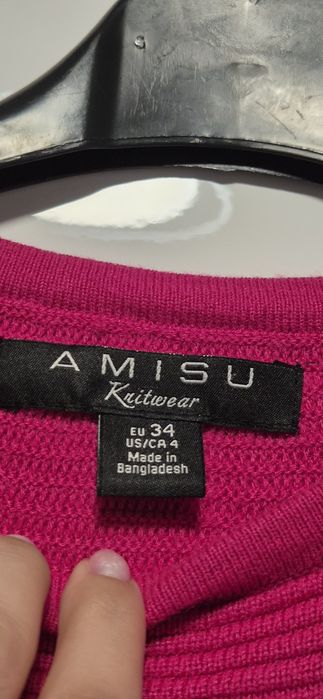 AMISU
Knitwear
EU 34
US/CA 4
Made in
Bangladesh